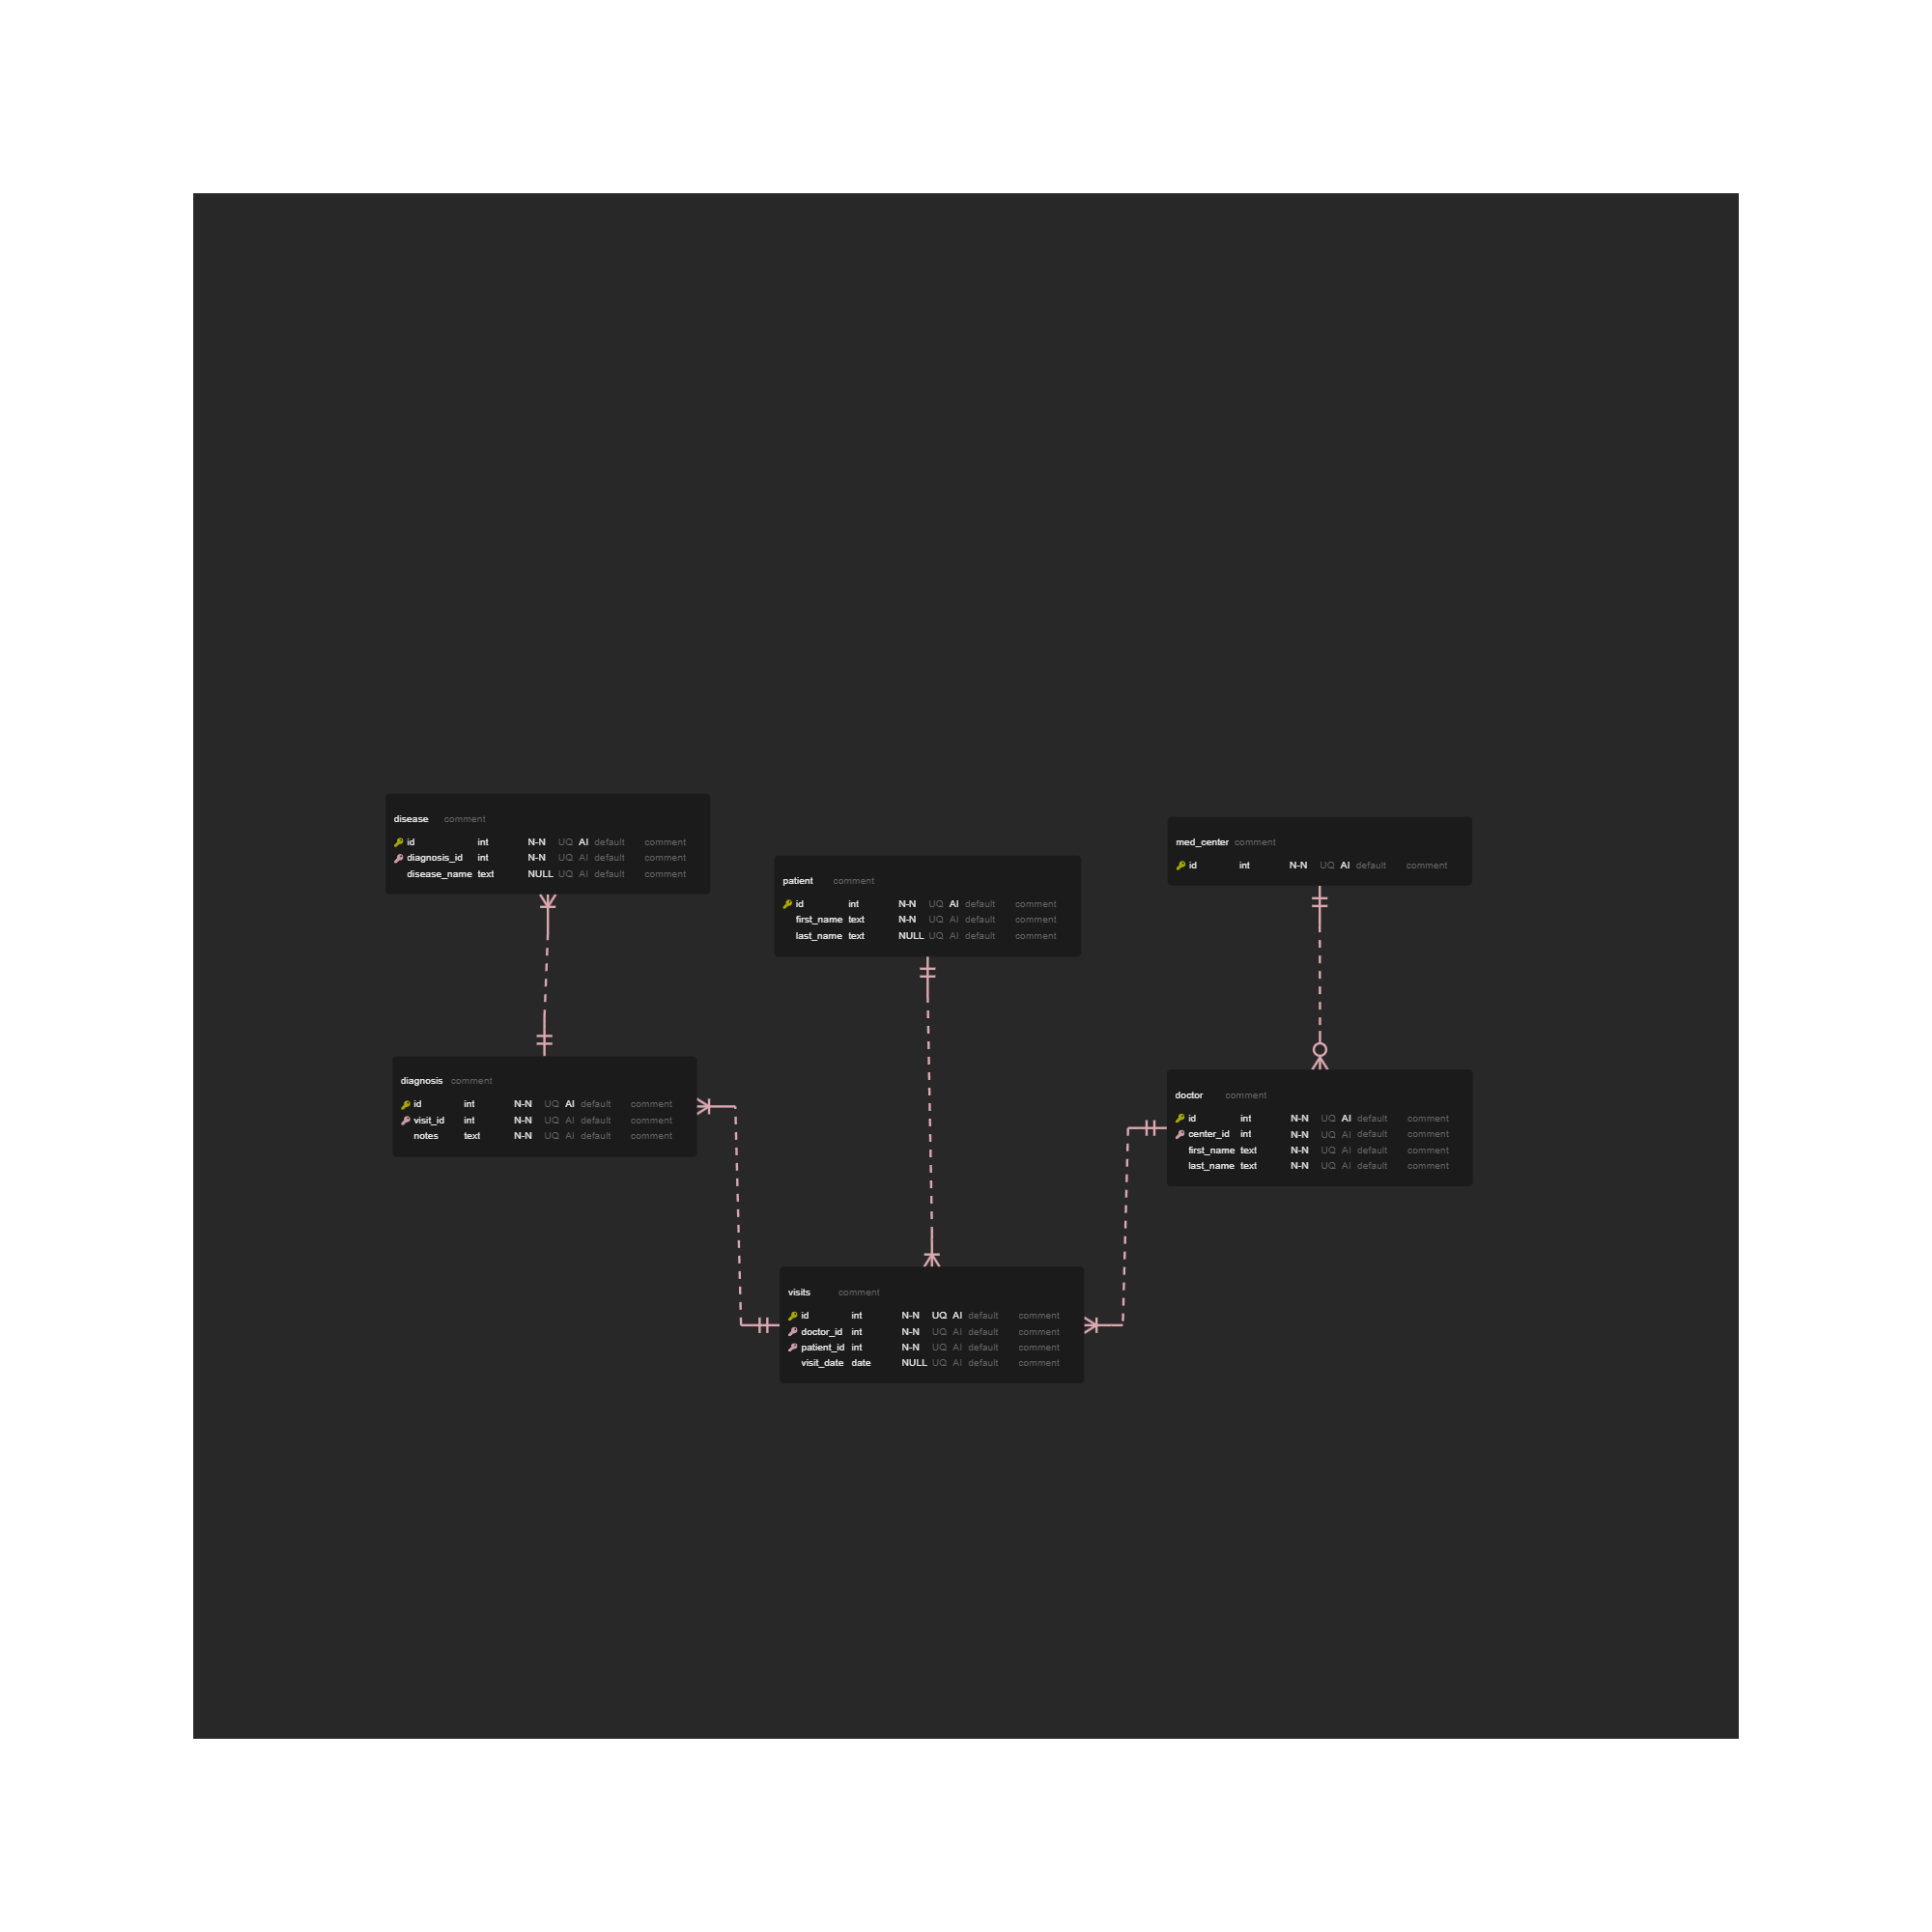 disease comment
id int N-N UQ AI default comment
diagnosis_id int N-N UQ AI default comment
disease_name text NULL UQ AI default comment
patient comment
id int N-N UQ AI default comment
first_name text N-N UQ AI default comment
last_name text NULL UQ AI default comment
med_center comment
id int N-N UQ AI default comment
diagnosis comment
id int N-N UQ AI default comment
visit_id int N-N UQ AI default comment
notes text N-N UQ AI default comment
doctor comment
id int N-N UQ AI default comment
center_id int N-N UQ AI default comment
first_name text N-N UQ AI default comment
last_name text N-N UQ AI default comment
visits comment
id int N-N UQ AI default comment
doctor_id int N-N UQ AI default comment
patient_id int N-N UQ AI default comment
visit_date date NULL UQ AI default comment